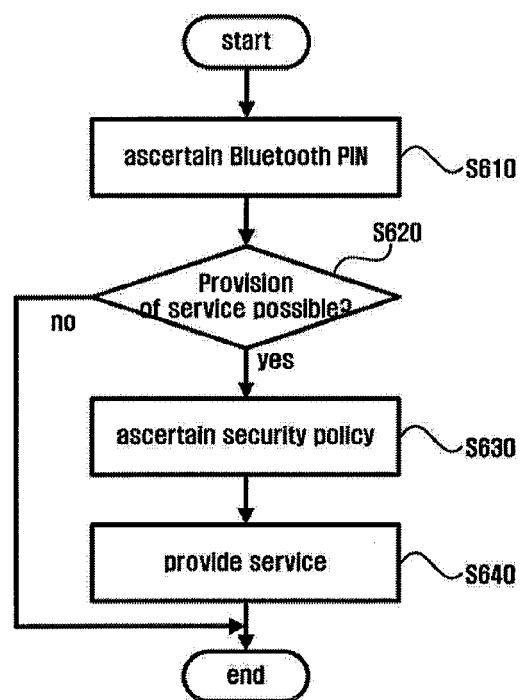 start
ascertain Bluetooth PIN
S610
S620
Provision
of service possible?
no
yes
ascertain security policy
S630
provide service
S640
end